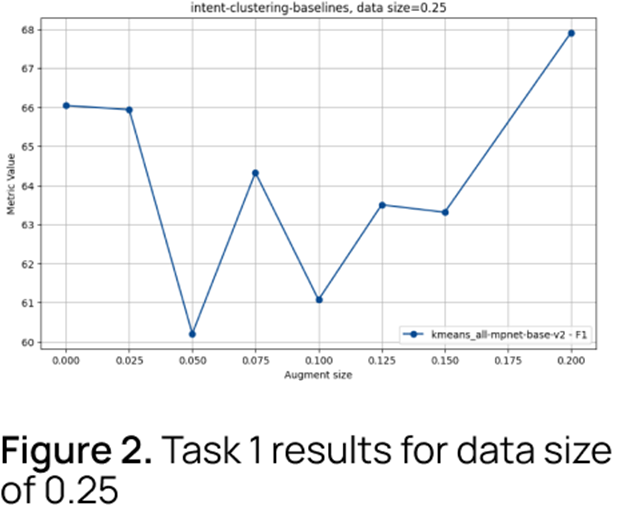 intent-clustering-baselines, data size=0.25
68
67
66
65
64
63
62
61
60
Metric Value
kmeans_all-mpnet-base-v2 - F1
0.000 0.025 0.050 0.075 0.100 0.125 0.150 0.175 0.200
Augment size
Figure 2. Task 1 results for data size
of 0.25